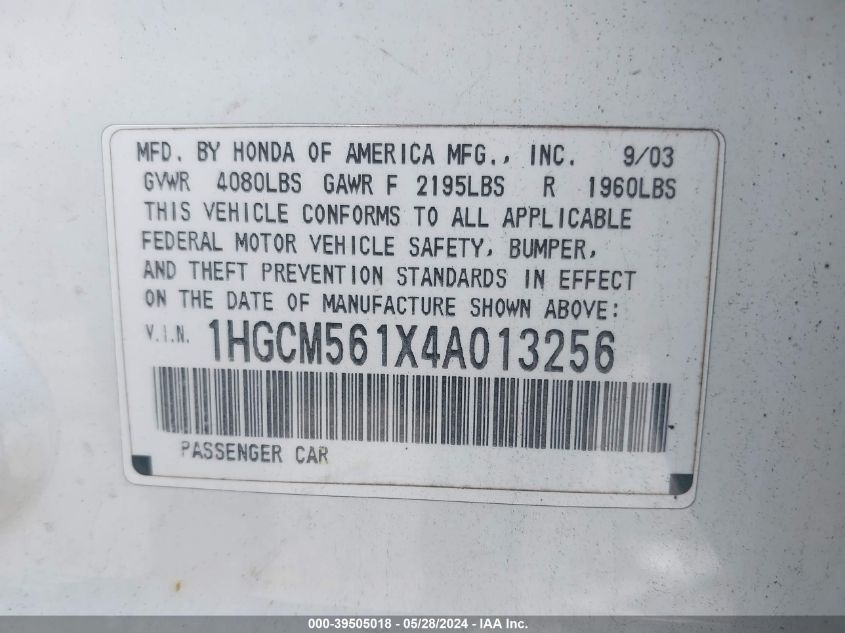 MFD. BY HONDA OF AMERICA MFG., INC. 9/03
GVWR 4080LBS GAWR F 2195LBS R 1960LBS
THIS VEHICLE CONFORMS TO ALL APPLICABLE
FEDERAL MOTOR VEHICLE SAFETY, BUMPER,
AND THEFT PREVENTION STANDARDS IN EFFECT
ON THE DATE OF MANUFACTURE SHOWN ABOVE:
V.I.N. 1HGCM561X4A013256
PASSENGER CAR
000-39505018 - 05/28/2024 - IAA Inc.